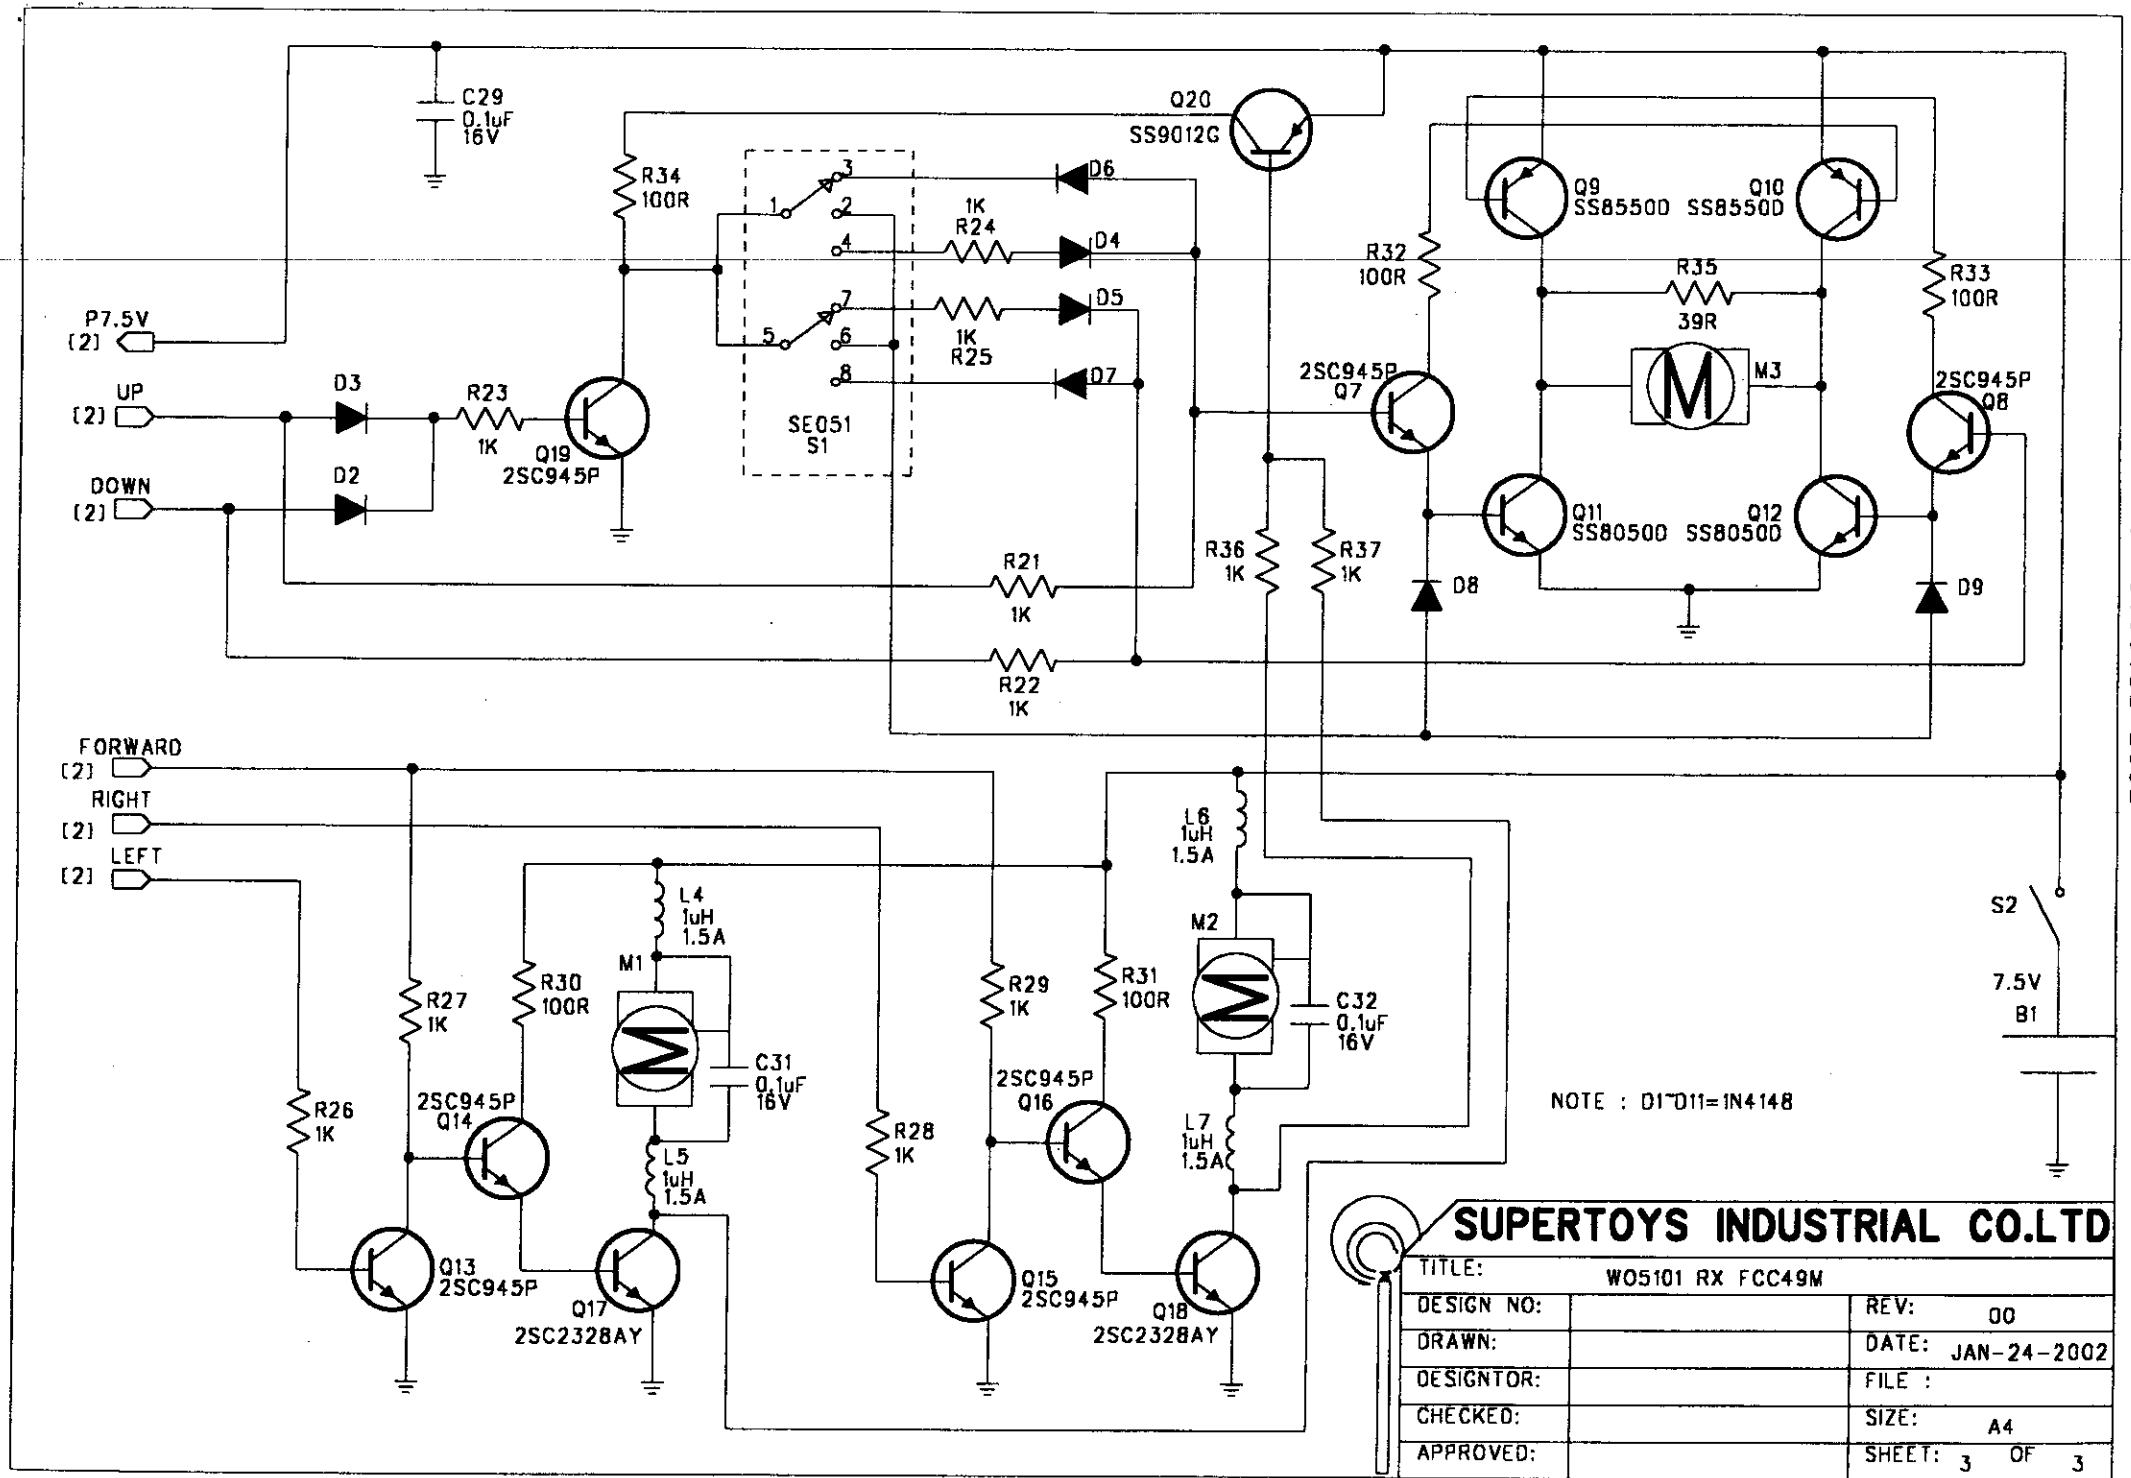 C29
0.1uF
16V
Q20
SS9012G
R34
100R
3
1
2
4
7
5
6
8
SE051
S1
D6
1K
R24
D4
D5
1K
R25
D7
Q9
SS8550D
Q10
SS8550D
R32
100R
R35
39R
R33
100R
M
M3
2SC945P
Q7
2SC945P
Q8
P7.5V
[2]
UP
[2]
DOWN
[2]
D3
D2
R23
1K
Q19
2SC945P
Q11
SS8050D
Q12
SS8050D
R36
1K
R37
1K
D8
D9
R21
1K
R22
1K
FORWARD
[2]
RIGHT
[2]
LEFT
[2]
L4
1uH
1.5A
M1
M
L6
1uH
1.5A
M2
M
S2
7.5V
B1
R27
1K
R30
100R
C31
0.1uF
16V
R29
1K
R31
100R
C32
0.1uF
16V
R26
1K
2SC945P
Q14
L5
1uH
1.5A
R28
1K
2SC945P
Q16
L7
1uH
1.5A
NOTE : D1~D11=1N4148
Q13
2SC945P
Q17
2SC2328AY
Q15
2SC945P
Q18
2SC2328AY
SUPERTOYS INDUSTRIAL CO.LTD
TITLE: W05101 RX FCC49M
DESIGN NO:
REV: 00
DRAWN:
DATE: JAN-24-2002
DESIGNTOR:
FILE :
CHECKED:
SIZE: A4
APPROVED:
SHEET: 3 OF 3